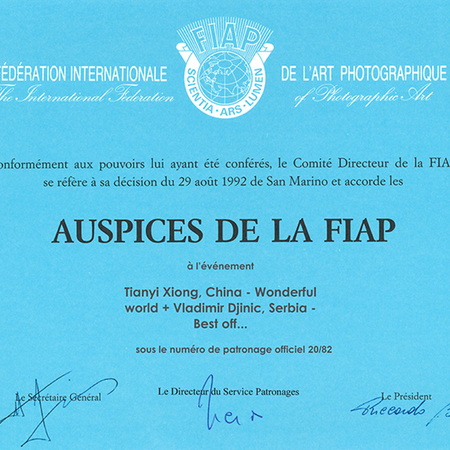 FIAP
SCIENTIA · ARS · LUMEN
FÉDÉRATION INTERNATIONALE DE L'ART PHOTOGRAPHIQUE
The International Federation of Photographic Art
onformément aux pouvoirs lui ayant été conférés, le Comité Directeur de la FIA
se réfère à sa décision du 29 août 1992 de San Marino et accorde les
AUSPICES DE LA FIAP
à l'événement
Tianyi Xiong, China - Wonderful
world + Vladimir Djinic, Serbia -
Best off...
sous le numéro de patronage officiel 20/82
Le Secrétaire Général Le Directeur du Service Patronages Le Président
Riccardo